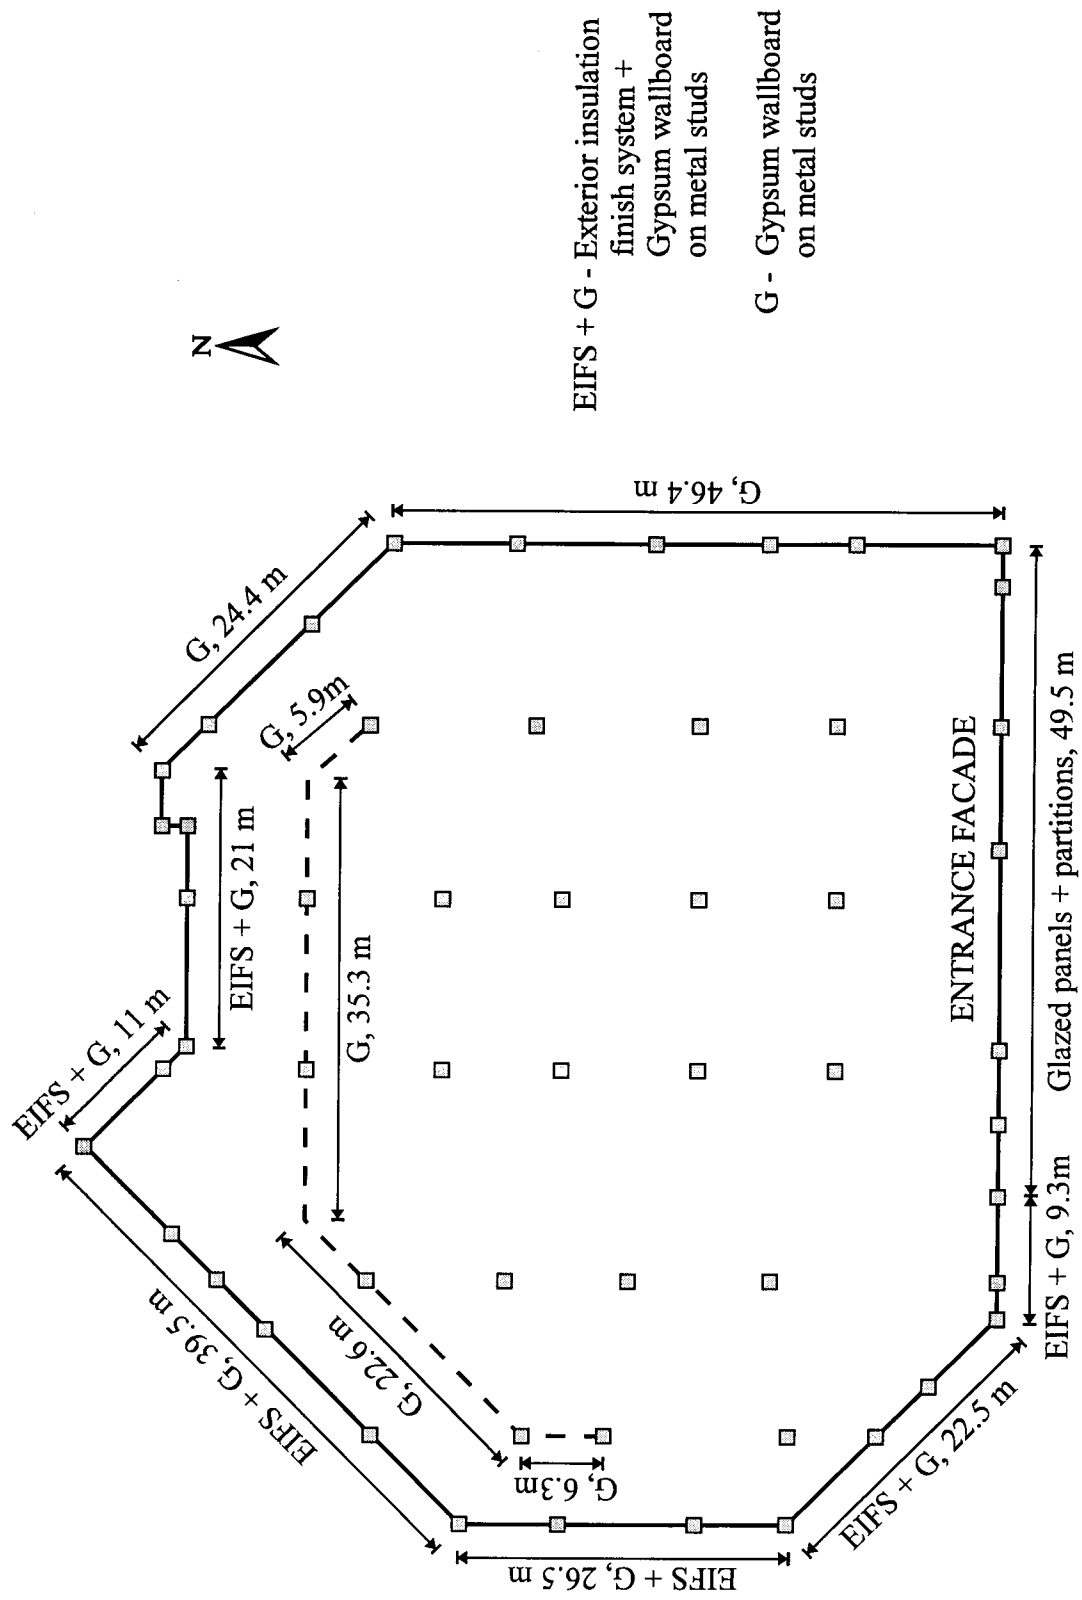 N
EIFS + G - Exterior insulation
finish system +
Gypsum wallboard
on metal studs
G - Gypsum wallboard
on metal studs
EIFS + G, 11 m
EIFS + G, 39.5 m
EIFS + G, 21 m
G, 24.4 m
G, 5.9m
G, 35.3 m
G, 22.6 m
G, 6.3m
G, 46.4 m
EIFS + G, 26.5 m
EIFS + G, 22.5 m
ENTRANCE FACADE
EIFS + G, 9.3m
Glazed panels + partitions, 49.5 m